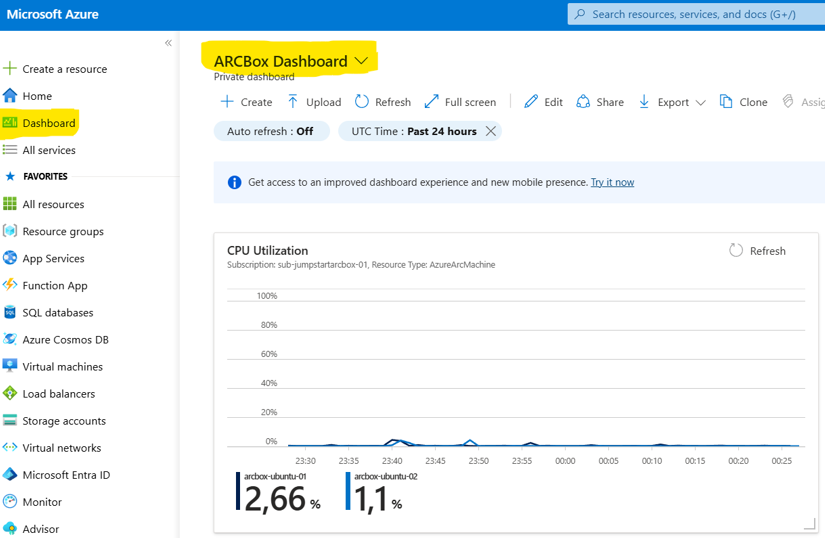 Microsoft Azure
Search resources, services, and docs (G+/)
Create a resource
Home
Dashboard
All services
FAVORITES
All resources
Resource groups
App Services
Function App
SQL databases
Azure Cosmos DB
Virtual machines
Load balancers
Storage accounts
Virtual networks
Microsoft Entra ID
Monitor
Advisor
ARCBox Dashboard
Private dashboard
Create Upload Refresh Full screen Edit Share Export Clone
Auto refresh : Off UTC Time : Past 24 hours
Get access to an improved dashboard experience and new mobile presence. Try it now
CPU Utilization
Refresh
Subscription: sub-jumpstartarcbox-01, Resource Type: AzureArcMachine
100%
80%
60%
40%
20%
0%
23:30 23:35 23:40 23:45 23:50 23:55 00:00 00:05 00:10 00:15 00:20 00:25
arcbox-ubuntu-01 arcbox-ubuntu-02
2,66 % 1,1 %